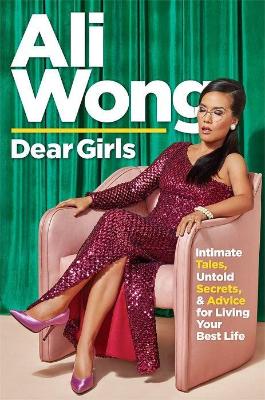 Ali
Wong
Dear Girls
Intimate
Tales,
Untold
Secrets,
& Advice
for Living
Your
Best Life